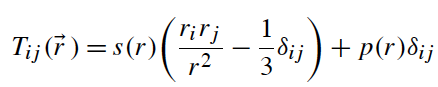 T_{ij}(\vec{r}) = s(r) \left( \frac{r_i r_j}{r^2} - \frac{1}{3} \delta_{ij} \right) + p(r) \delta_{ij}